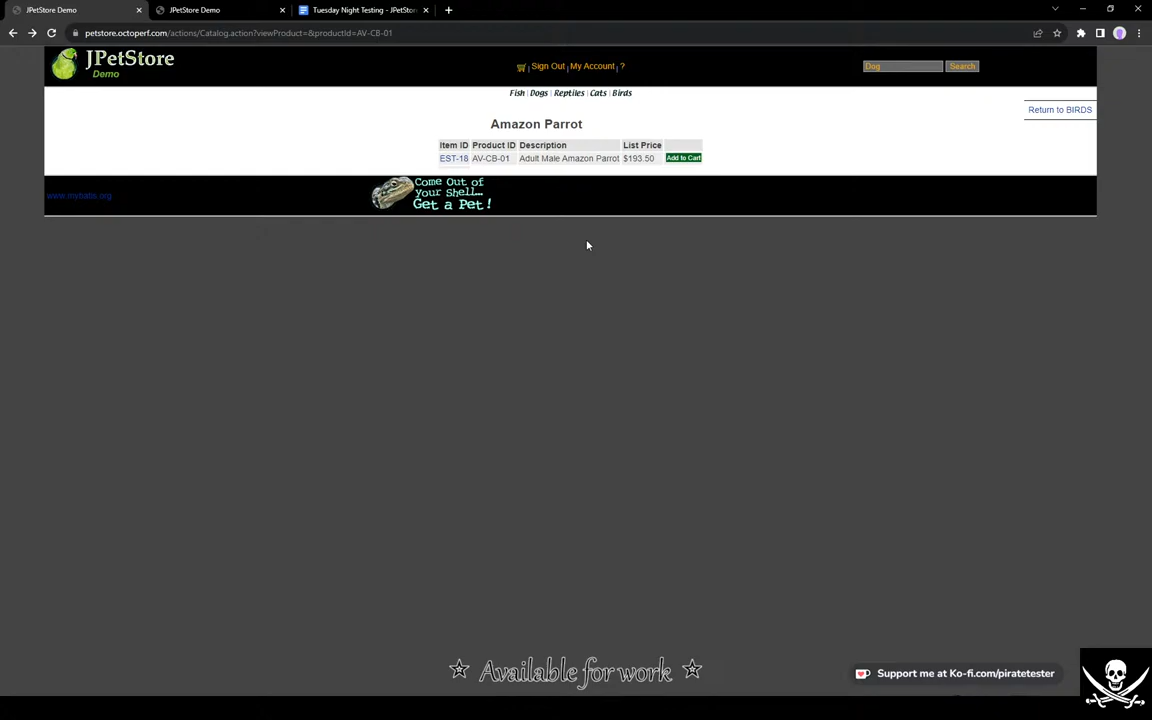 JPetStore Demo
JPetStore Demo
Tuesday Night Testing - JPetStor
petstore.octoperf.com/actions/Catalog.action?viewProduct=&productId=AV-CB-01
JPetStore
Demo
Sign Out | My Account | ?
Dog
Search
Fish | Dogs | Reptiles | Cats | Birds
Return to BIRDS
Amazon Parrot
Item ID Product ID Description List Price
EST-18 AV-CB-01 Adult Male Amazon Parrot $193.50 Add to Cart
www.mybatis.org
Come Out of
your Shell...
Get a Pet!
Available for work
Support me at Ko-fi.com/piratetester